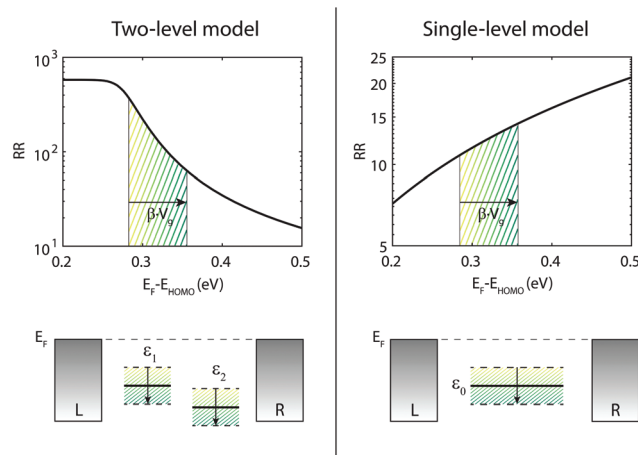 Two-level model
RR
10³
10²
10¹
β·V_g
0.2 0.3 0.4 0.5
E_F-E_HOMO (eV)
E_F
L
ε₁
ε₂
R
Single-level model
RR
25
20
15
10
5
β·V_g
0.2 0.3 0.4 0.5
E_F-E_HOMO (eV)
E_F
L
ε₀
R